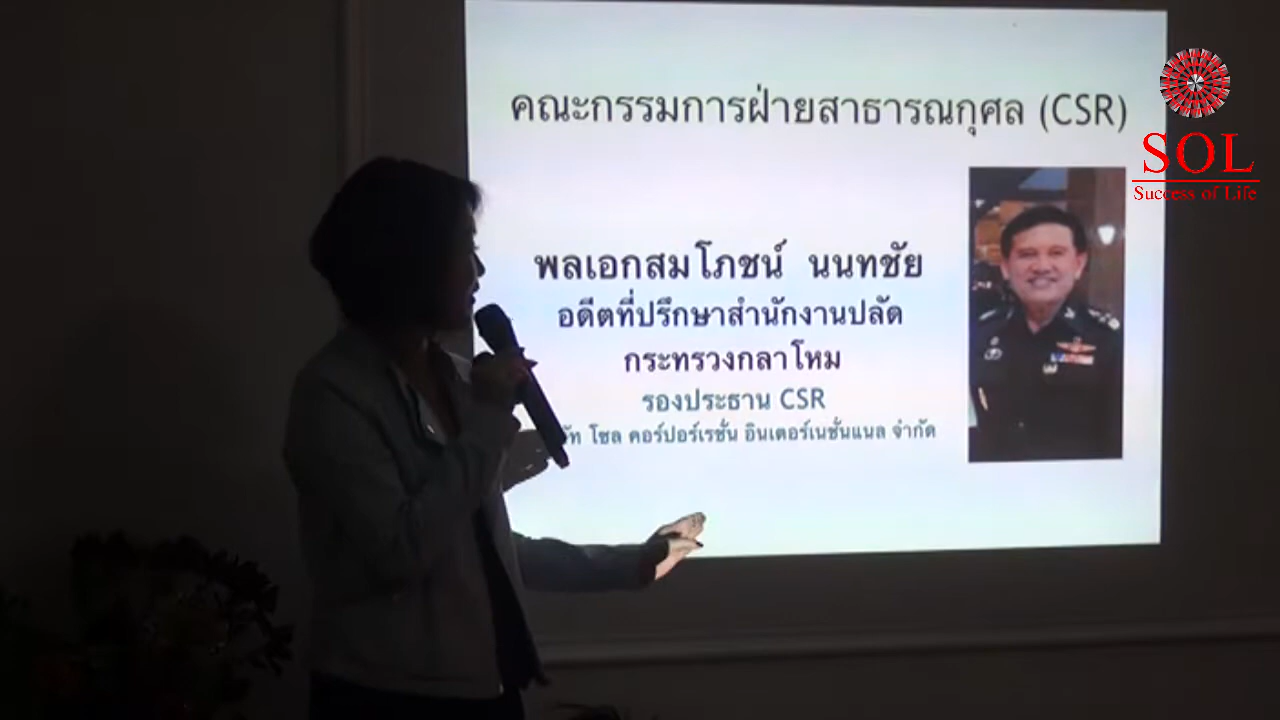 คณะกรรมการฝ่ายสาธารณกุศล (CSR)
SOL
Success of Life
พลเอกสมโภชน์ นนทชัย
อดีตที่ปรึกษาสำนักงานปลัด
กระทรวงกลาโหม
รองประธาน CSR
โซล คอร์ปอร์เรชั่น อินเตอร์เนชั่นแนล จำกัด